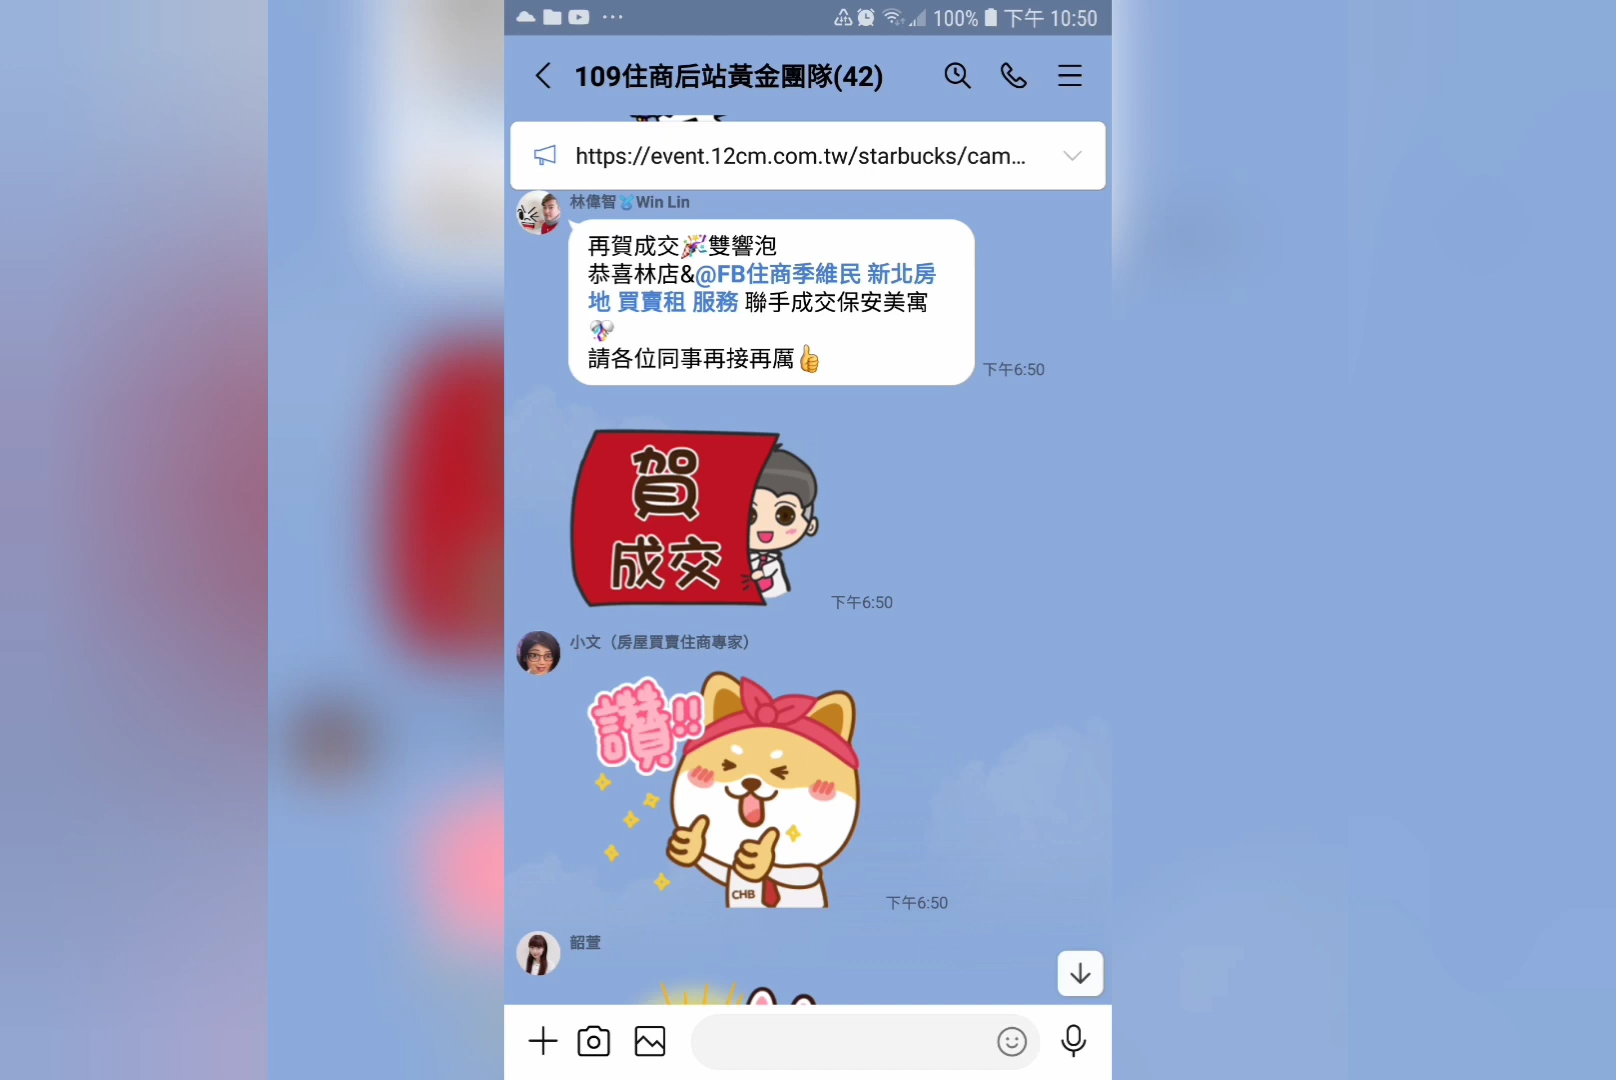 100% 下午 10:50
109住商后站黃金團隊(42)
https://event.12cm.com.tw/starbucks/cam...
林偉智Win Lin
再賀成交🎉雙響泡
恭喜林店&@FB住商季維民 新北房
地 買賣租 服務 聯手成交保安美寓
🎊
請各位同事再接再厲👍
下午6:50
賀
成交
下午6:50
小文（房屋買賣住商專家）
讚!!
CHB
下午6:50
韶萱